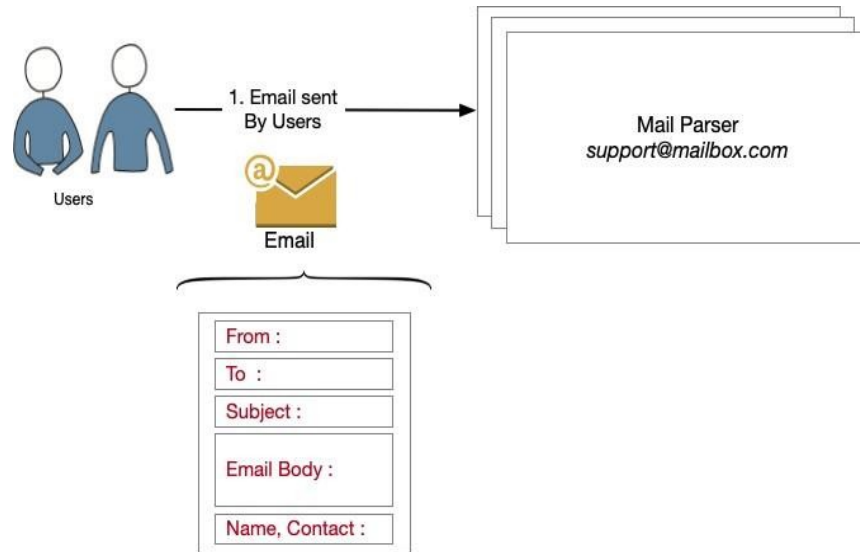 1. Email sent
By Users
Mail Parser
support@mailbox.com
Users
@
Email
From :
To :
Subject :
Email Body :
Name, Contact :